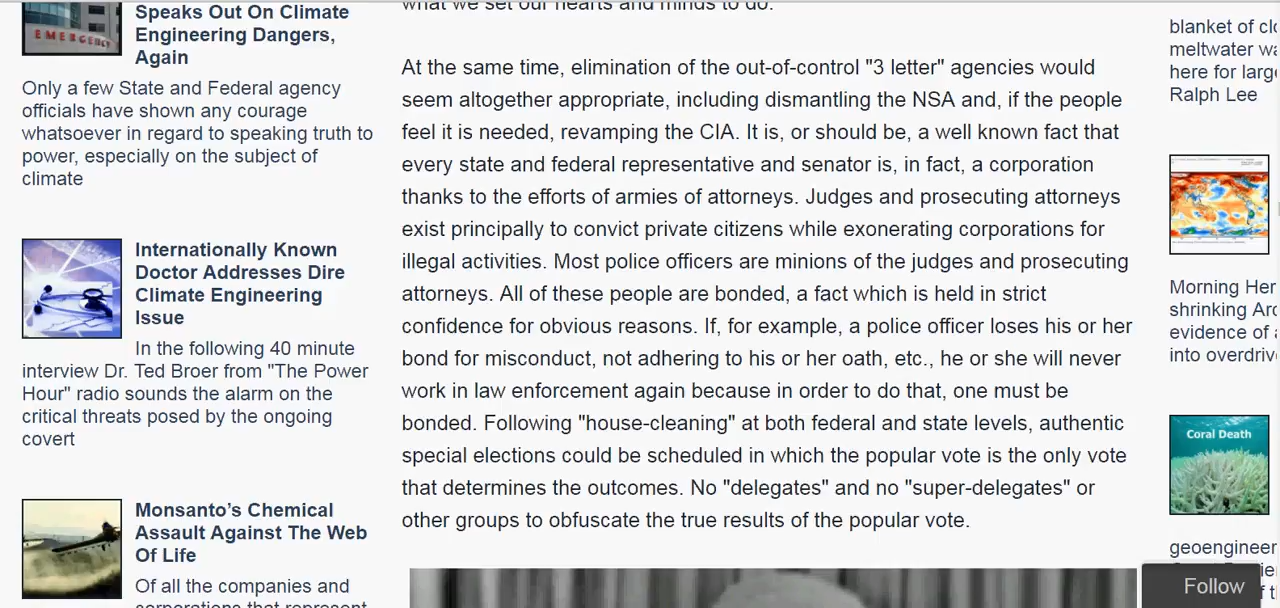 Speaks Out On Climate
Engineering Dangers,
Again
Only a few State and Federal agency
officials have shown any courage
whatsoever in regard to speaking truth to
power, especially on the subject of
climate
Internationally Known
Doctor Addresses Dire
Climate Engineering
Issue
In the following 40 minute
interview Dr. Ted Broer from "The Power
Hour" radio sounds the alarm on the
critical threats posed by the ongoing
covert
Monsanto’s Chemical
Assault Against The Web
Of Life
Of all the companies and
corporations that represent
what we set our hearts and minds to do.
At the same time, elimination of the out-of-control "3 letter" agencies would
seem altogether appropriate, including dismantling the NSA and, if the people
feel it is needed, revamping the CIA. It is, or should be, a well known fact that
every state and federal representative and senator is, in fact, a corporation
thanks to the efforts of armies of attorneys. Judges and prosecuting attorneys
exist principally to convict private citizens while exonerating corporations for
illegal activities. Most police officers are minions of the judges and prosecuting
attorneys. All of these people are bonded, a fact which is held in strict
confidence for obvious reasons. If, for example, a police officer loses his or her
bond for misconduct, not adhering to his or her oath, etc., he or she will never
work in law enforcement again because in order to do that, one must be
bonded. Following "house-cleaning" at both federal and state levels, authentic
special elections could be scheduled in which the popular vote is the only vote
that determines the outcomes. No "delegates" and no "super-delegates" or
other groups to obfuscate the true results of the popular vote.
blanket of
meltwater
here for
Ralph Lee
Morning
shrinking
evidence of
into
Coral Death
Follow